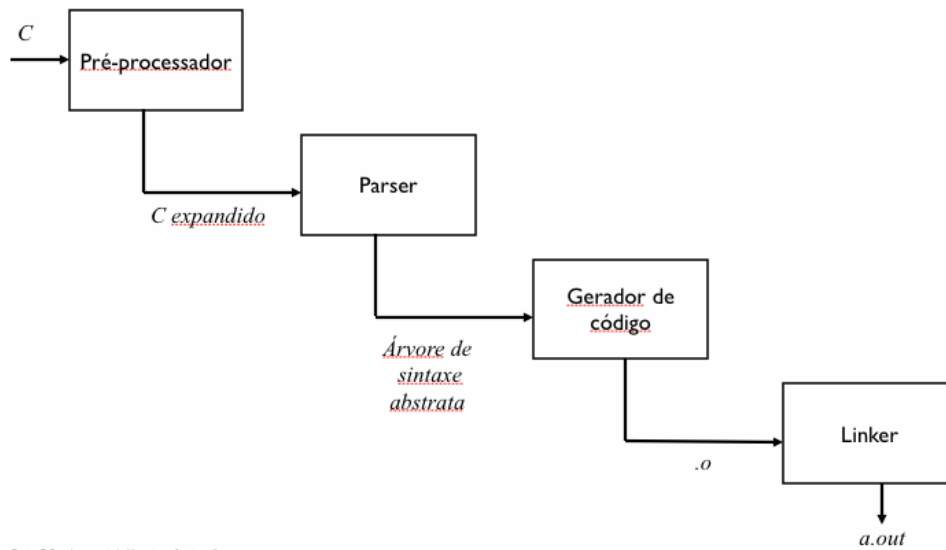 C
Pré-processador
Parser
C expandido
Gerador de
código
Árvore de
sintaxe
abstrata
Linker
.o
a.out